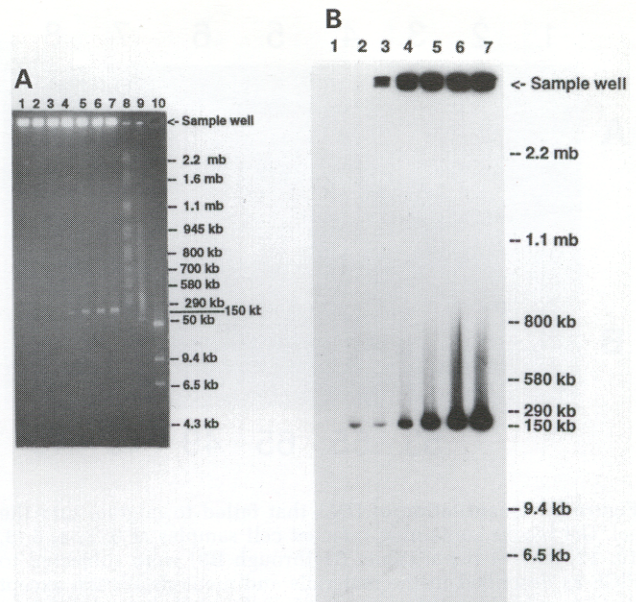 A
1 2 3 4 5 6 7 8 9 10
<- Sample well
-- 2.2 mb
-- 1.6 mb
-- 1.1 mb
-- 945 kb
-- 800 kb
-- 700 kb
-- 580 kb
-- 290 kb
150 kt
-- 50 kb
-- 9.4 kb
-- 6.5 kb
-- 4.3 kb
B
1 2 3 4 5 6 7
<- Sample well
-- 2.2 mb
-- 1.1 mb
-- 800 kb
-- 580 kb
-- 290 kb
-- 150 kb
-- 9.4 kb
-- 6.5 kb